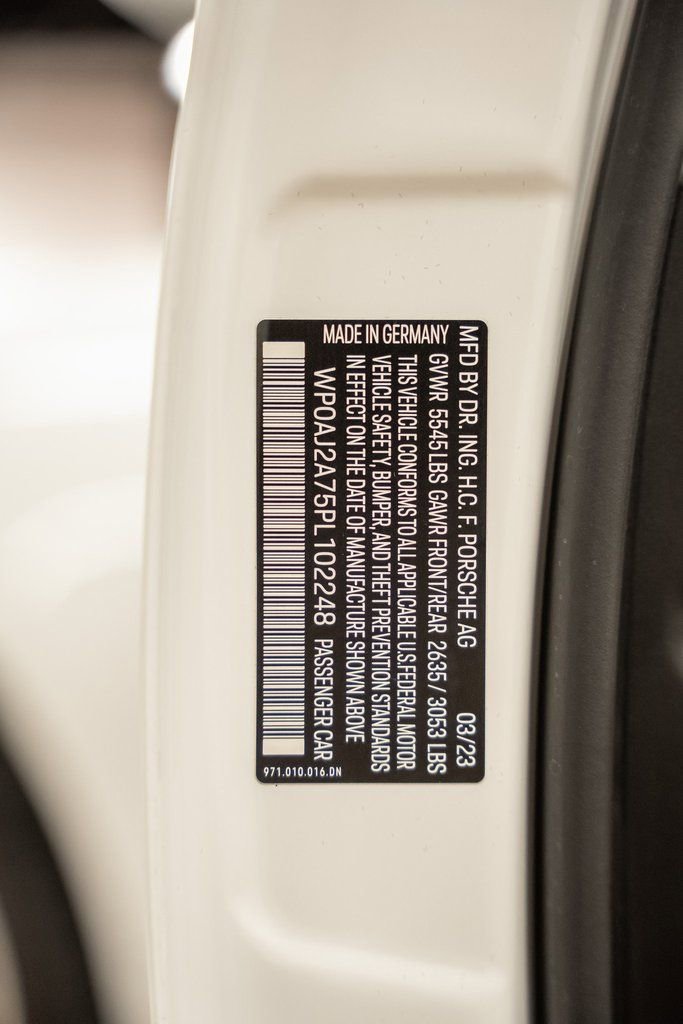 MFD BY DR. ING. H.C. F. PORSCHE AG 03/23
GVWR 5545 LBS GAWR FRONT/REAR 2635 / 3053 LBS
THIS VEHICLE CONFORMS TO ALL APPLICABLE U.S. FEDERAL MOTOR
VEHICLE SAFETY, BUMPER, AND THEFT PREVENTION STANDARDS
IN EFFECT ON THE DATE OF MANUFACTURE SHOWN ABOVE
WP0AJ2A75PL102248 PASSENGER CAR
MADE IN GERMANY
971.010.016.DN